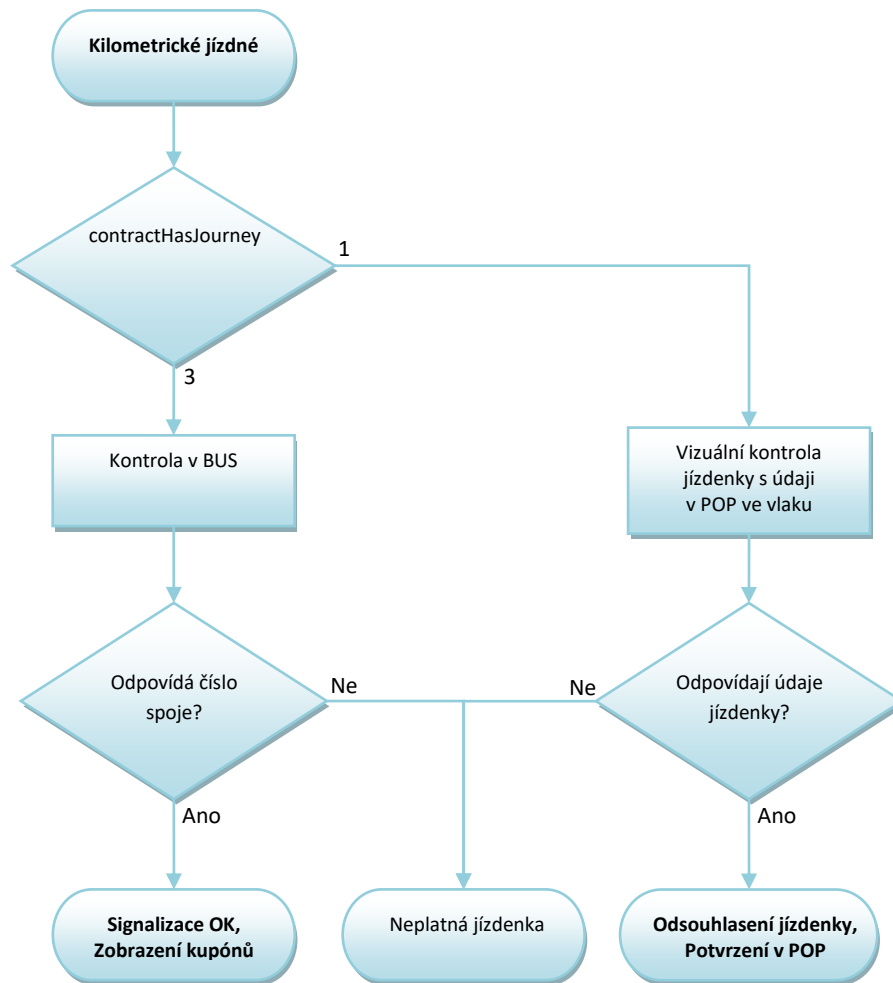 Kilometrické jízdné
contractHasJourney
1
3
Kontrola v BUS
Vizuální kontrola
jízdenky s údaji
v POP ve vlaku
Odpovídá číslo
spoje?
Ne
Ne
Odpovídají údaje
jízdenky?
Ano
Ano
Signalizace OK,
Zobrazení kupónů
Neplatná jízdenka
Odsouhlasení jízdenky,
Potvrzení v POP